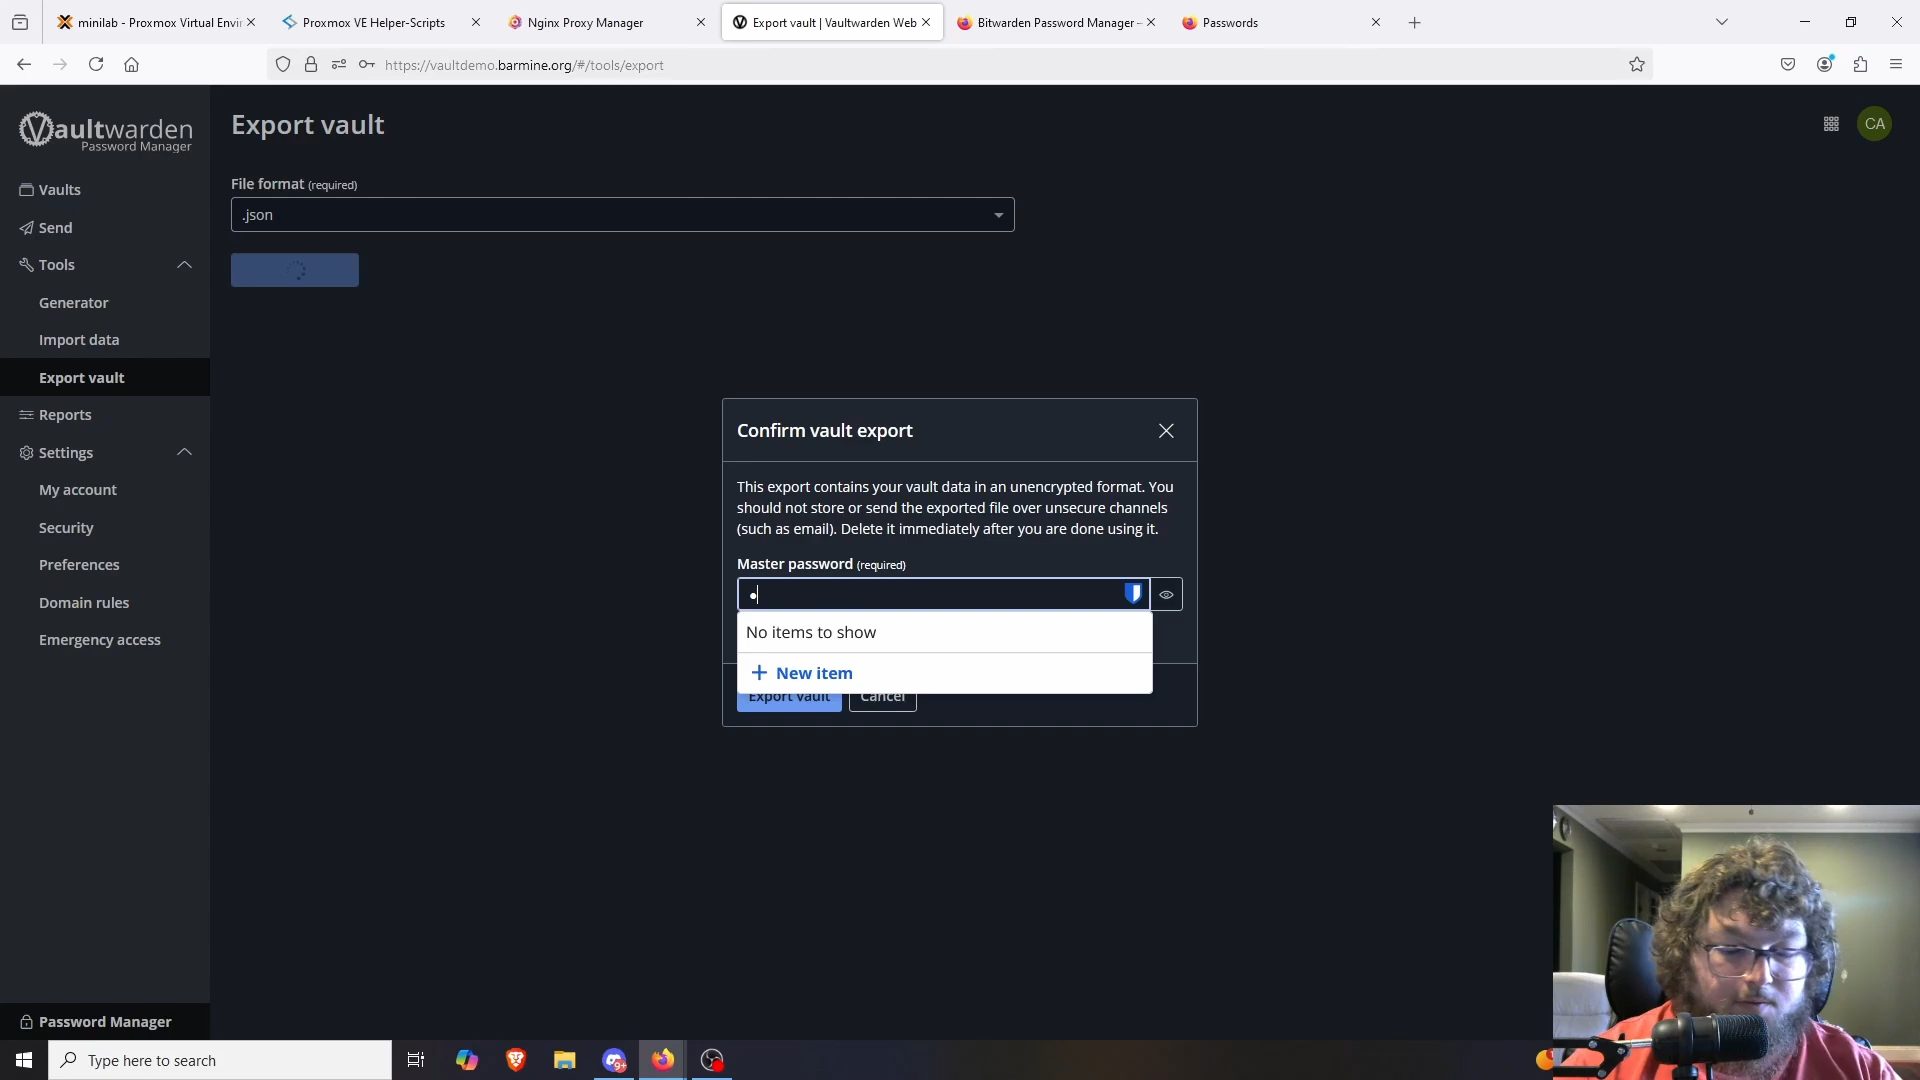 minilab - Proxmox Virtual Envir
Proxmox VE Helper-Scripts
Nginx Proxy Manager
Export vault | Vaultwarden Web
Bitwarden Password Manager –
Passwords
https://vaultdemo.barmine.org/#/tools/export
Vaultwarden
Password Manager
Export vault
CA
Vaults
Send
Tools
Generator
Import data
Export vault
Reports
Settings
My account
Security
Preferences
Domain rules
Emergency access
File format (required)
.json
Confirm vault export
This export contains your vault data in an unencrypted format. You
should not store or send the exported file over unsecure channels
(such as email). Delete it immediately after you are done using it.
Master password (required)
No items to show
New item
Export vault
Cancel
Password Manager
Type here to search
9+